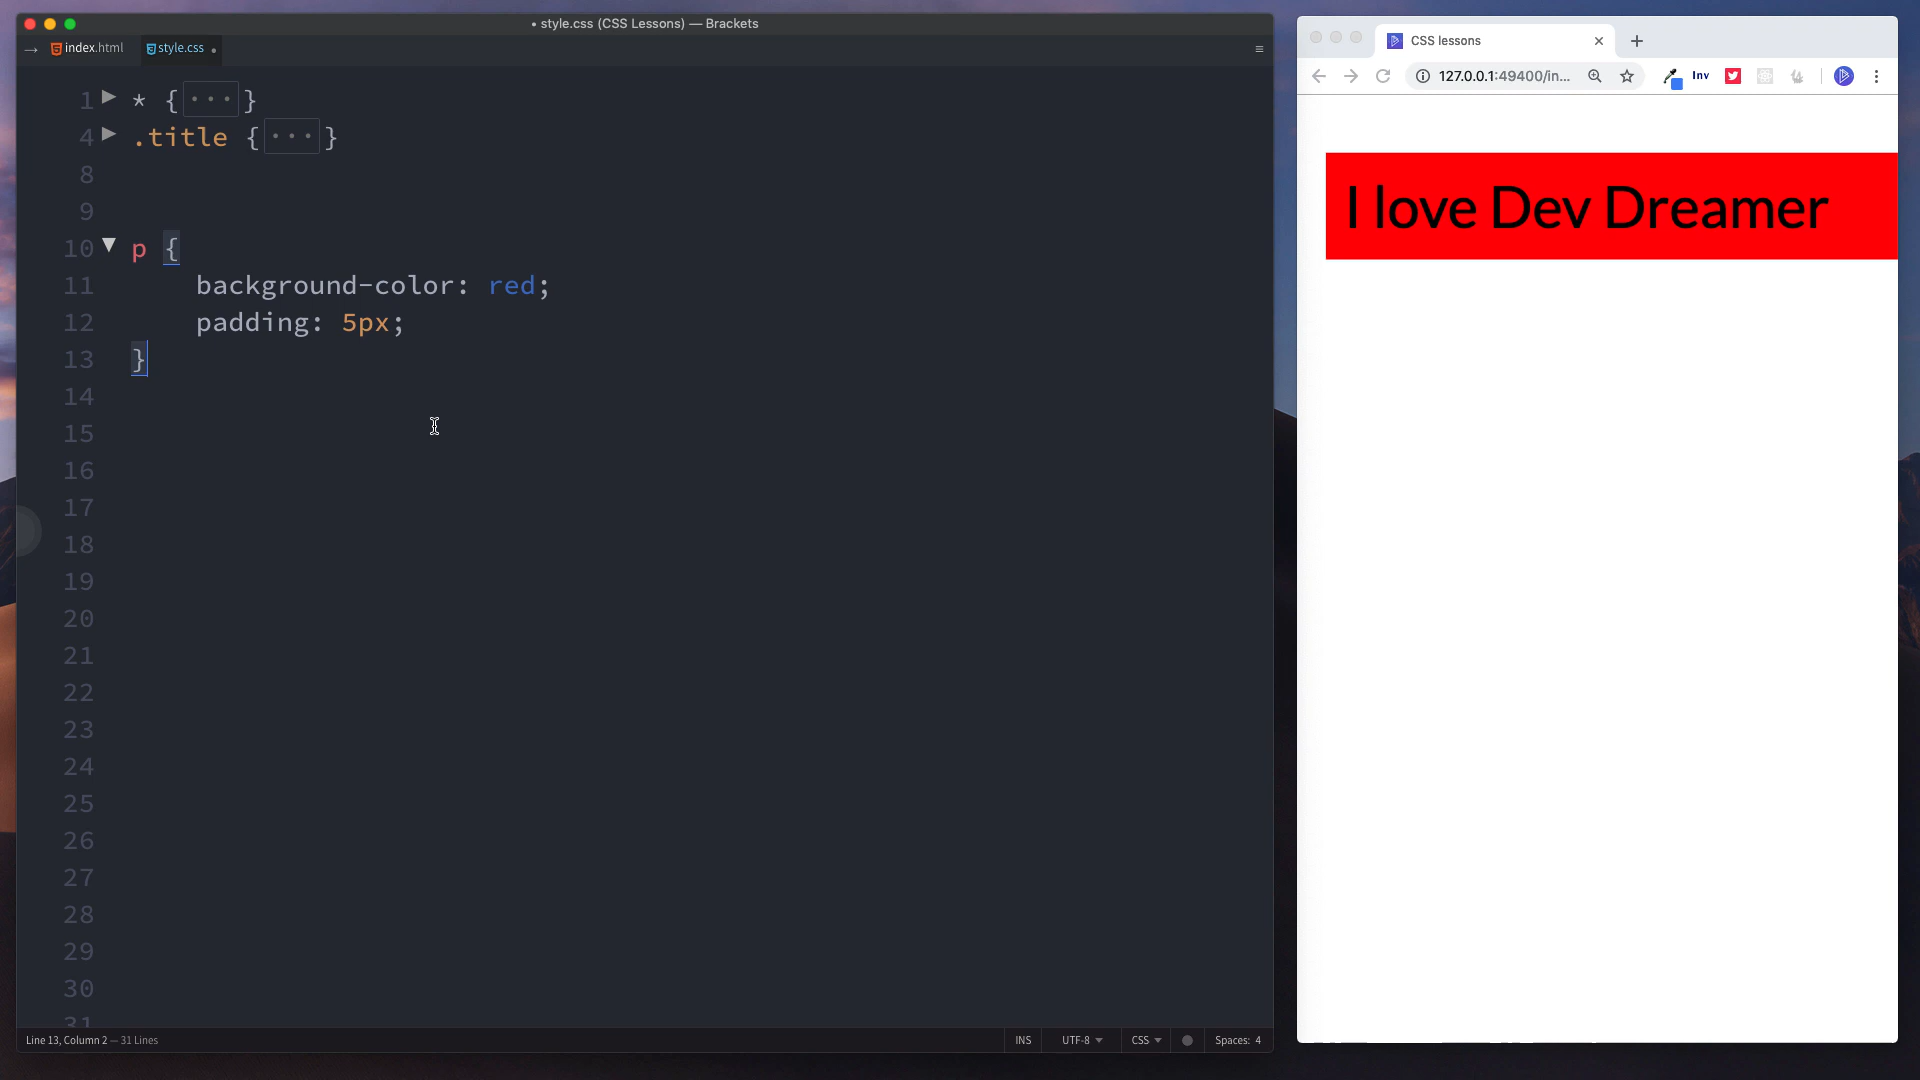 • style.css (CSS Lessons) — Brackets
index.html
style.css •
1 * {···}
4 .title {···}
8
9
10 p {
11 background-color: red;
12 padding: 5px;
13 }
14
15
16
17
18
19
20
21
22
23
24
25
26
27
28
29
30
31
Line 13, Column 2 — 31 Lines
INS
UTF-8
CSS
Spaces: 4
CSS lessons
127.0.0.1:49400/in...
Inv
I love Dev Dreamer